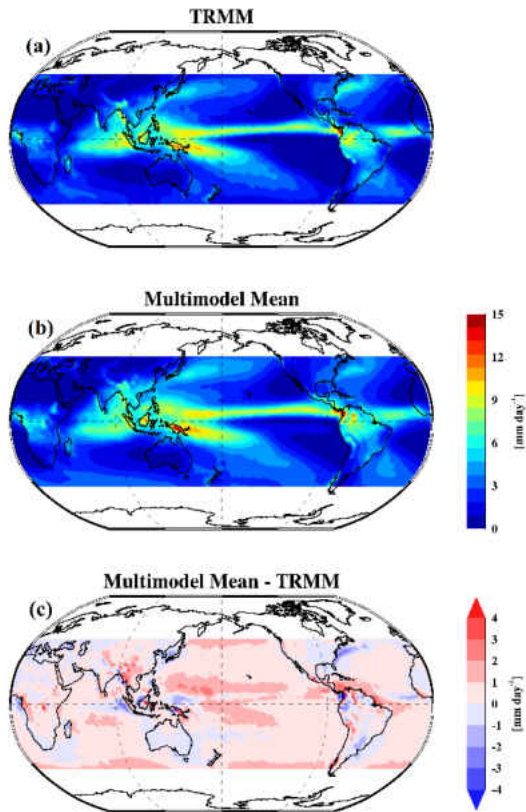 TRMM
(a)
Multimodel Mean
(b)
15
12
9
6
3
0
[mm day⁻¹]
Multimodel Mean - TRMM
(c)
4
3
2
1
0
-1
-2
-3
-4
[mm day⁻¹]